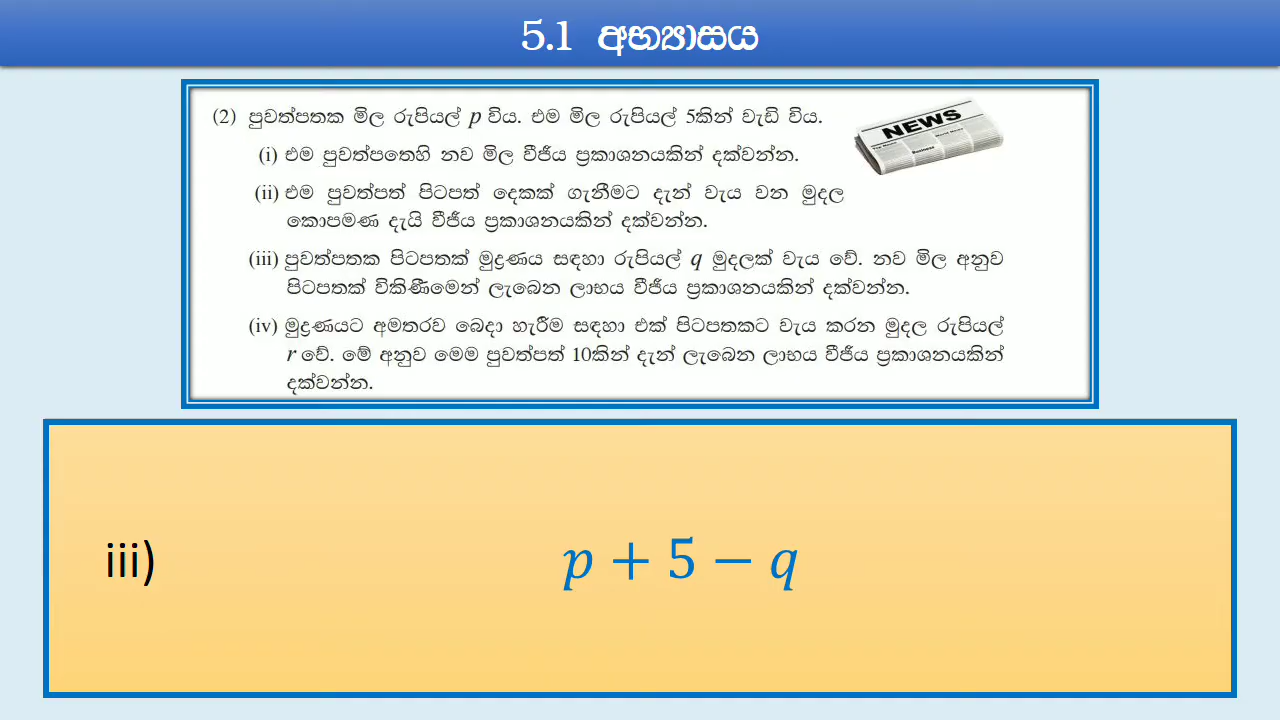 5.1 අභ්‍යාසය
(2) පුවත්පතක මිල රුපියල් p විය. එම මිල රුපියල් 5කින් වැඩි විය.
NEWS
(i) එම පුවත්පතෙහි නව මිල වීජීය ප්‍රකාශනයකින් දක්වන්න.
(ii) එම පුවත්පත් පිටපත් දෙකක් ගැනීමට දැන් වැය වන මුදල
කොපමණ දැයි වීජීය ප්‍රකාශනයකින් දක්වන්න.
(iii) පුවත්පතක පිටපතක් මුද්‍රණය සඳහා රුපියල් q මුදලක් වැය වේ. නව මිල අනුව
පිටපතක් විකිණීමෙන් ලැබෙන ලාභය වීජීය ප්‍රකාශනයකින් දක්වන්න.
(iv) මුද්‍රණයට අමතරව බෙදා හැරීම සඳහා එක් පිටපතකට වැය කරන මුදල රුපියල්
r වේ. මේ අනුව මෙම පුවත්පත් 10කින් දැන් ලැබෙන ලාභය වීජීය ප්‍රකාශනයකින්
දක්වන්න.
iii) p + 5 − q